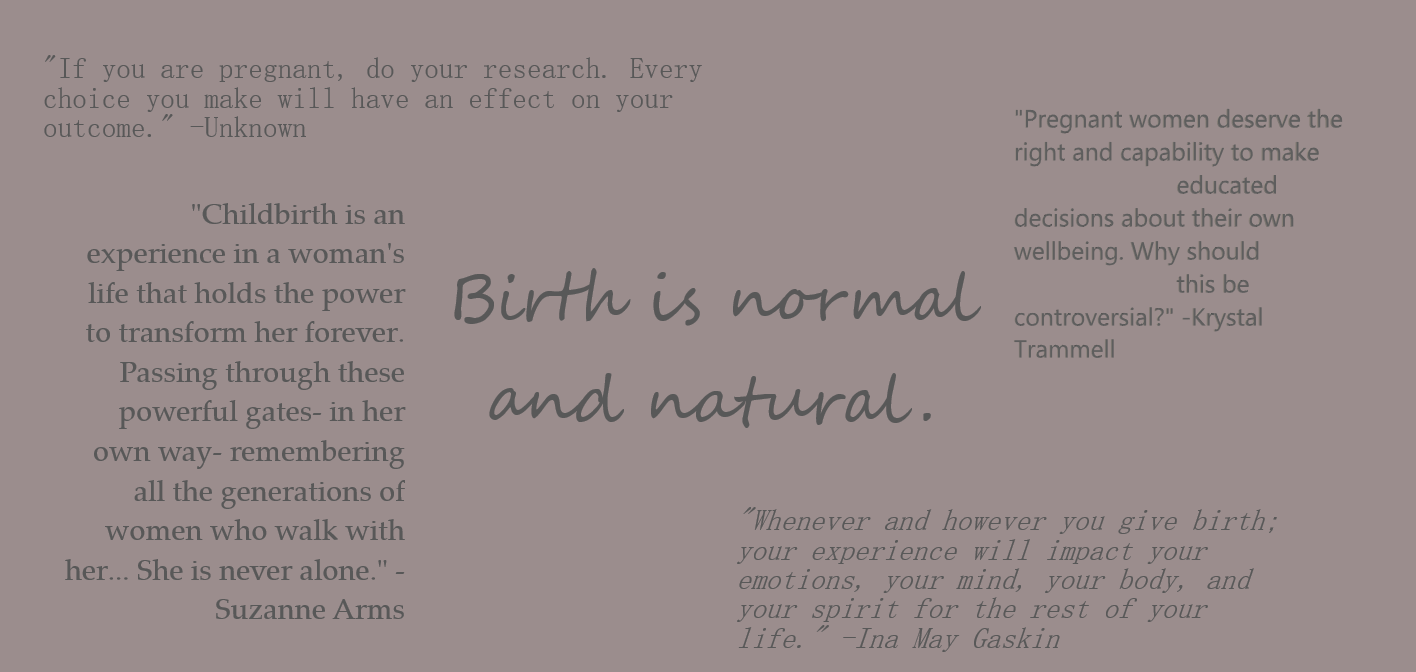 "If you are pregnant, do your research. Every
choice you make will have an effect on your
outcome." -Unknown
"Childbirth is an
experience in a woman's
life that holds the power
to transform her forever.
Passing through these
powerful gates- in her
own way- remembering
all the generations of
women who walk with
her... She is never alone." -
Suzanne Arms
Birth is normal
and natural.
"Pregnant women deserve the
right and capability to make
educated
decisions about their own
wellbeing. Why should
this be
controversial?" -Krystal
Trammell
"Whenever and however you give birth;
your experience will impact your
emotions, your mind, your body, and
your spirit for the rest of your
life." -Ina May Gaskin